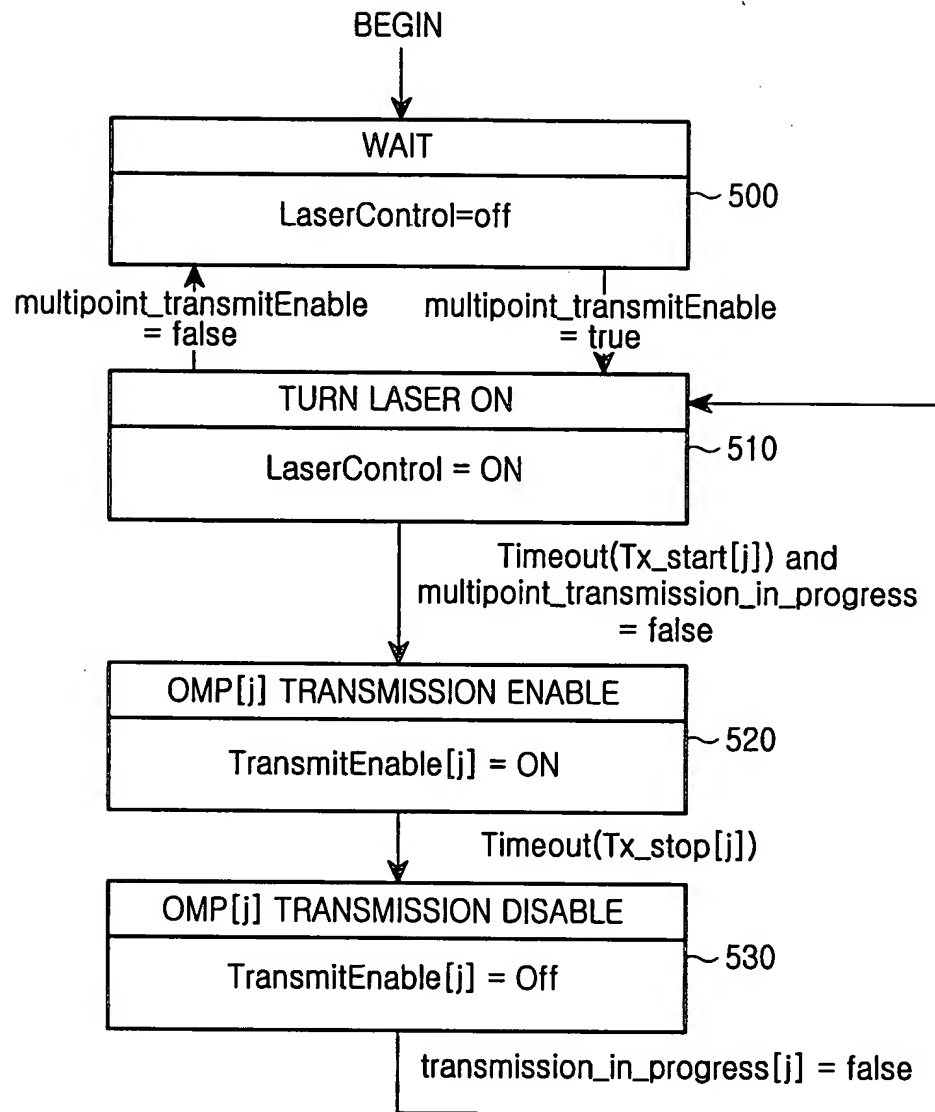 BEGIN
WAIT
LaserControl=off
500
multipoint_transmitEnable
= false
multipoint_transmitEnable
= true
TURN LASER ON
LaserControl = ON
510
Timeout(Tx_start[j]) and
multipoint_transmission_in_progress
= false
OMP[j] TRANSMISSION ENABLE
TransmitEnable[j] = ON
520
Timeout(Tx_stop[j])
OMP[j] TRANSMISSION DISABLE
TransmitEnable[j] = Off
530
transmission_in_progress[j] = false